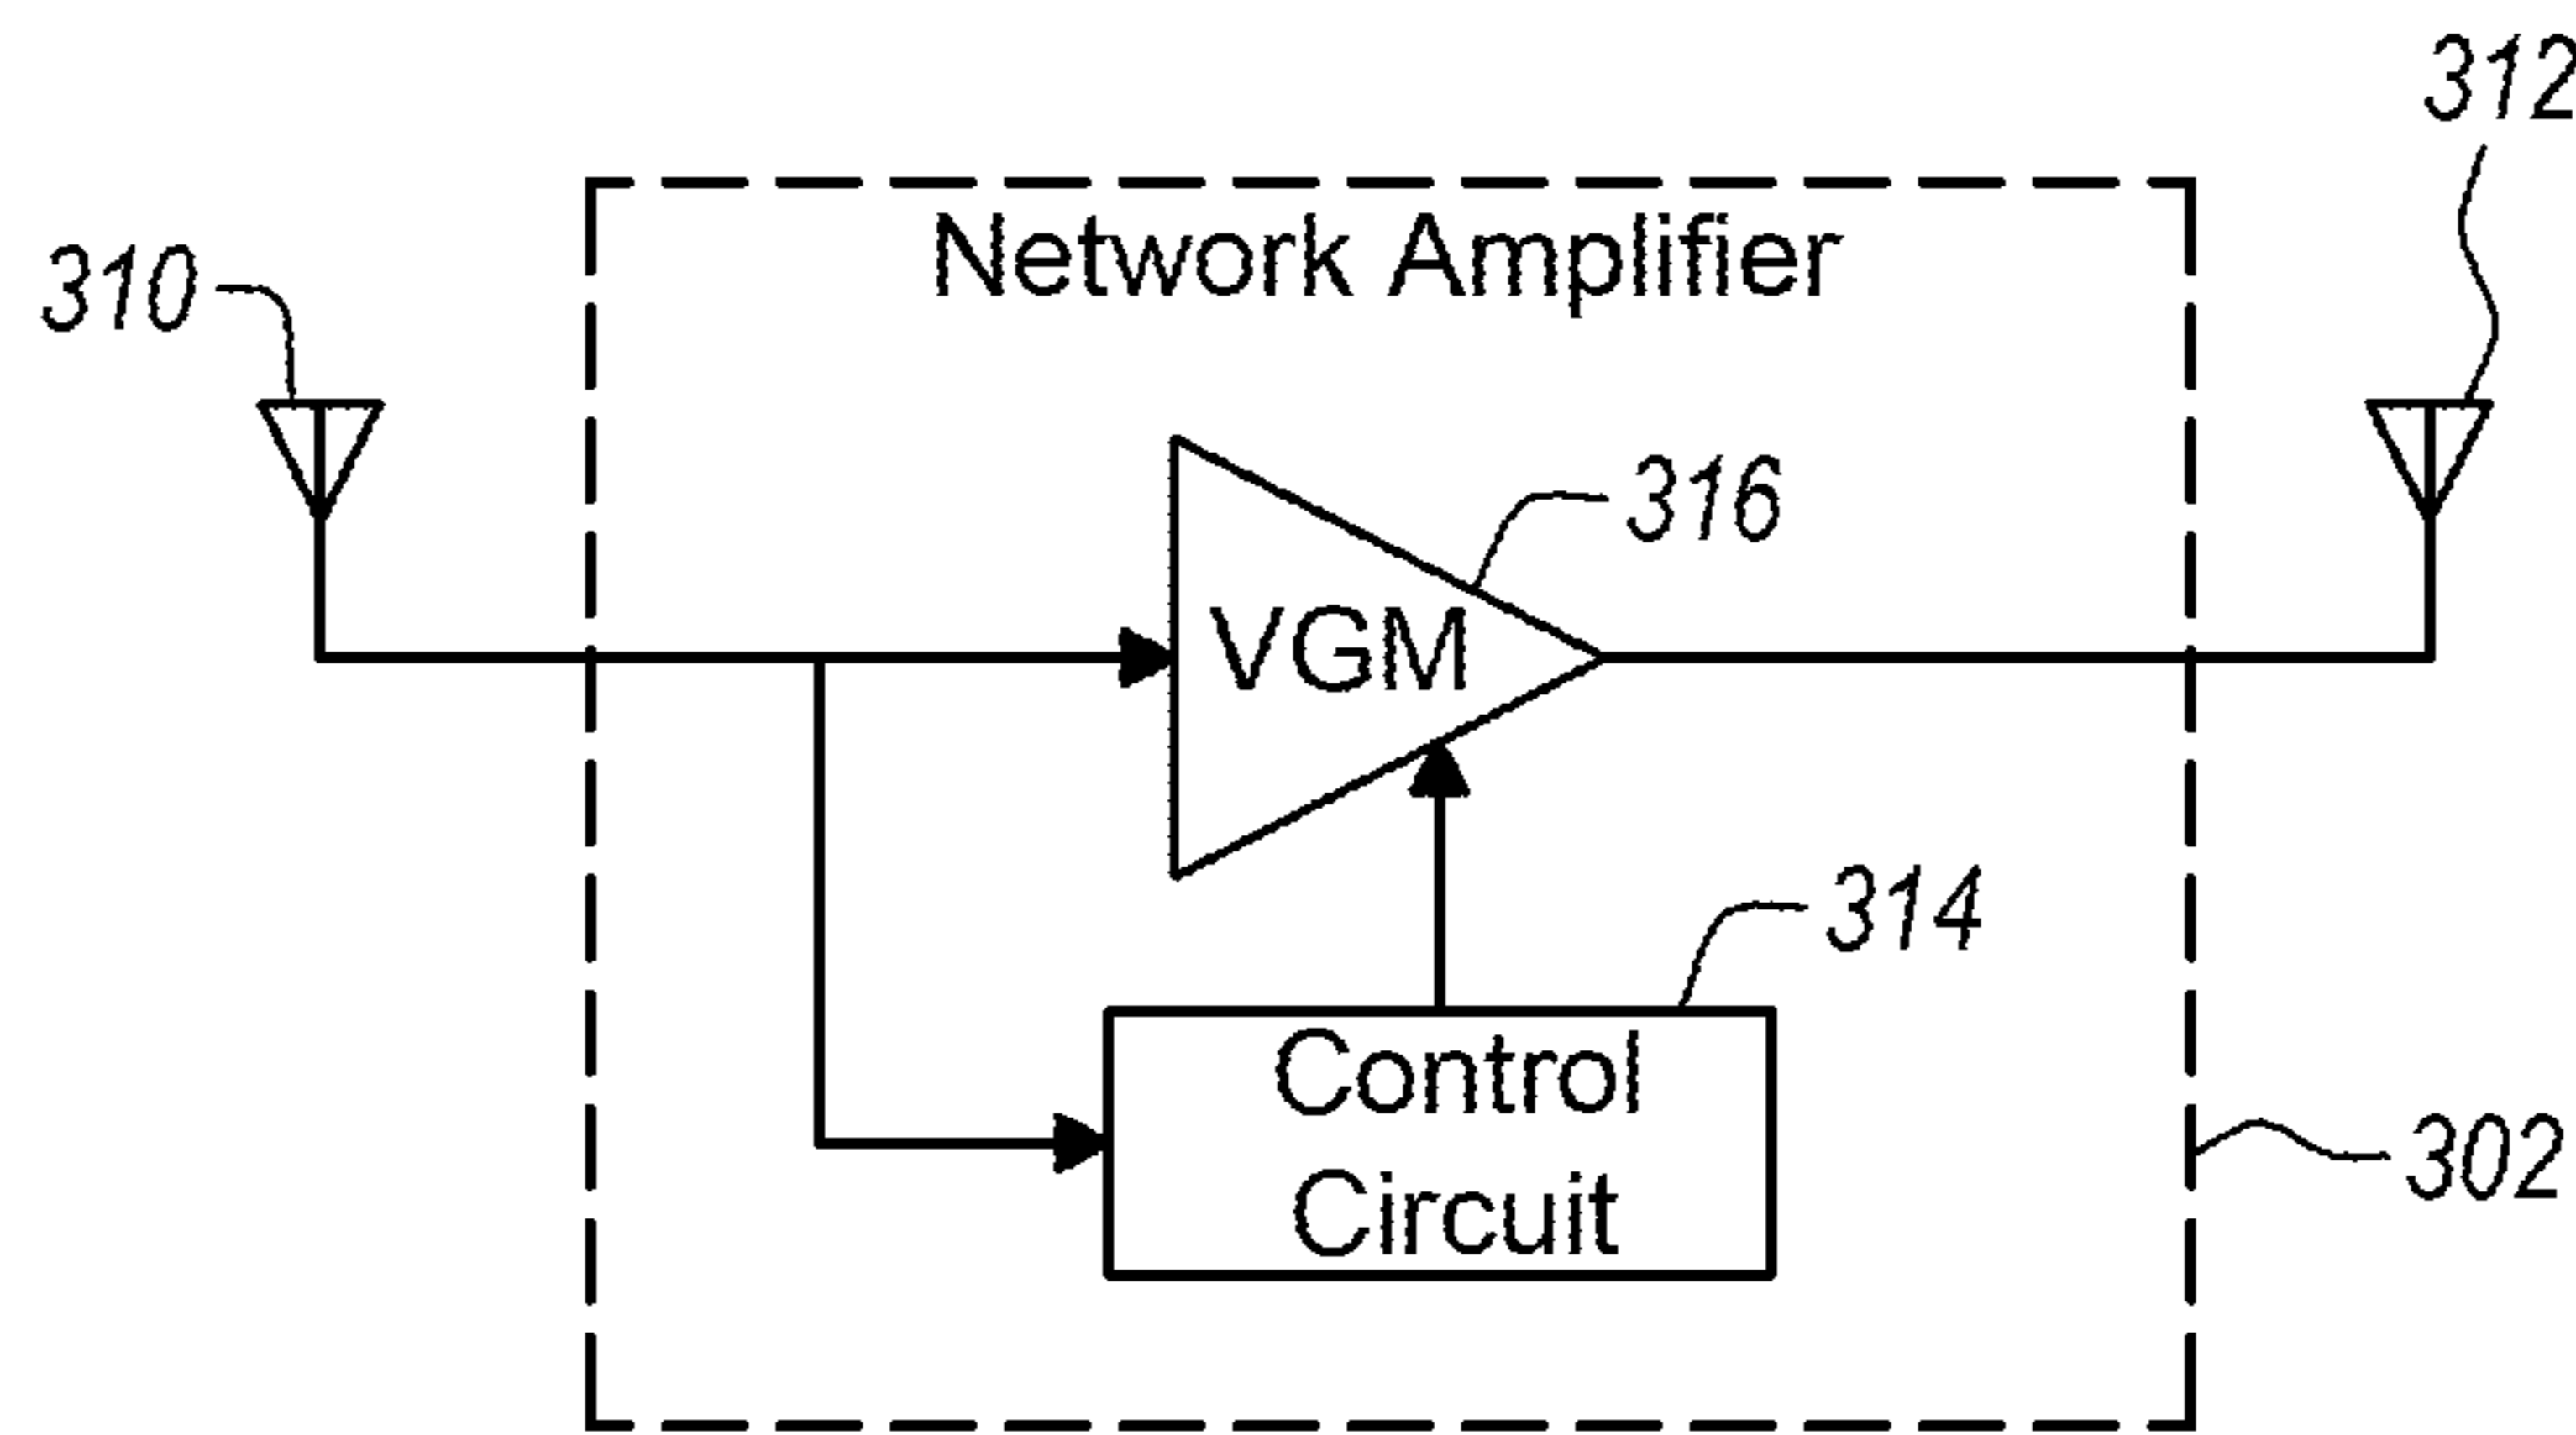 312
Network Amplifier
310
316
VGM
314
Control
Circuit
302